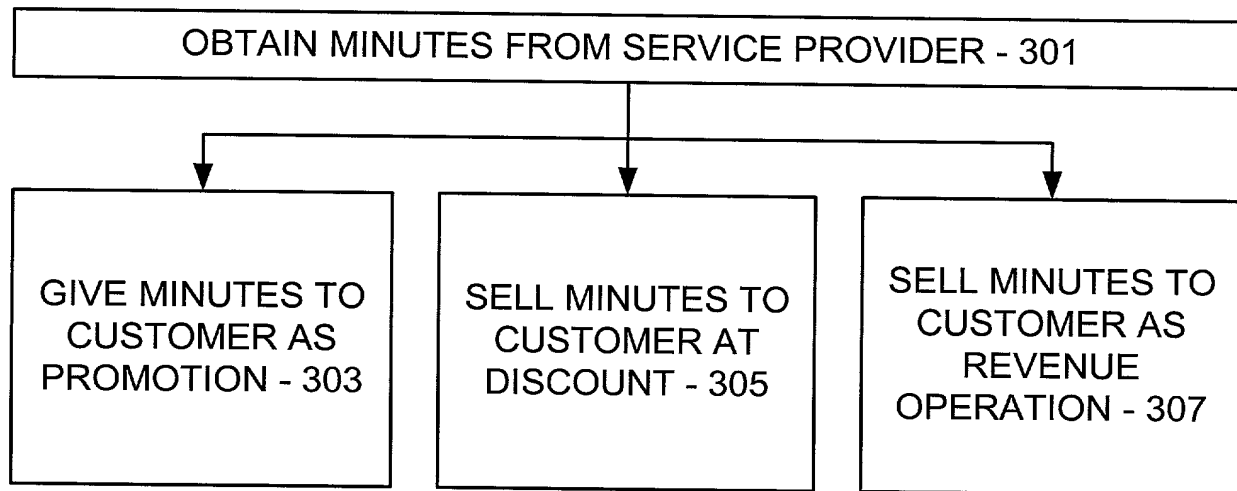 OBTAIN MINUTES FROM SERVICE PROVIDER - 301
GIVE MINUTES TO
CUSTOMER AS
PROMOTION - 303
SELL MINUTES TO
CUSTOMER AT
DISCOUNT - 305
SELL MINUTES TO
CUSTOMER AS
REVENUE
OPERATION - 307